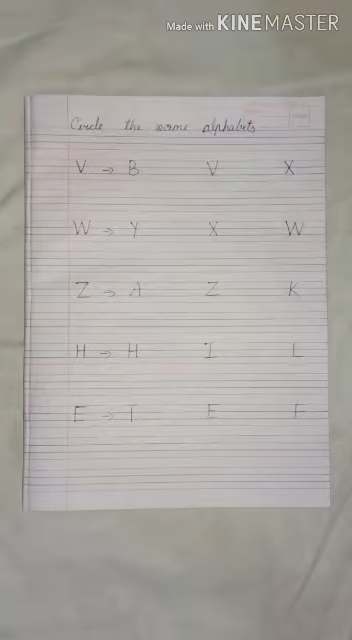 Made with KINEMASTER
Circle the same alphabets
V → B V X
W → Y X W
Z → A Z K
H → H I L
E → T E F